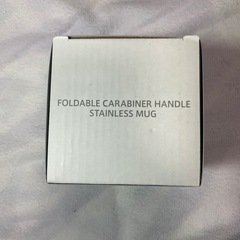 FOLDABLE CARABINER HANDLE
STAINLESS MUG